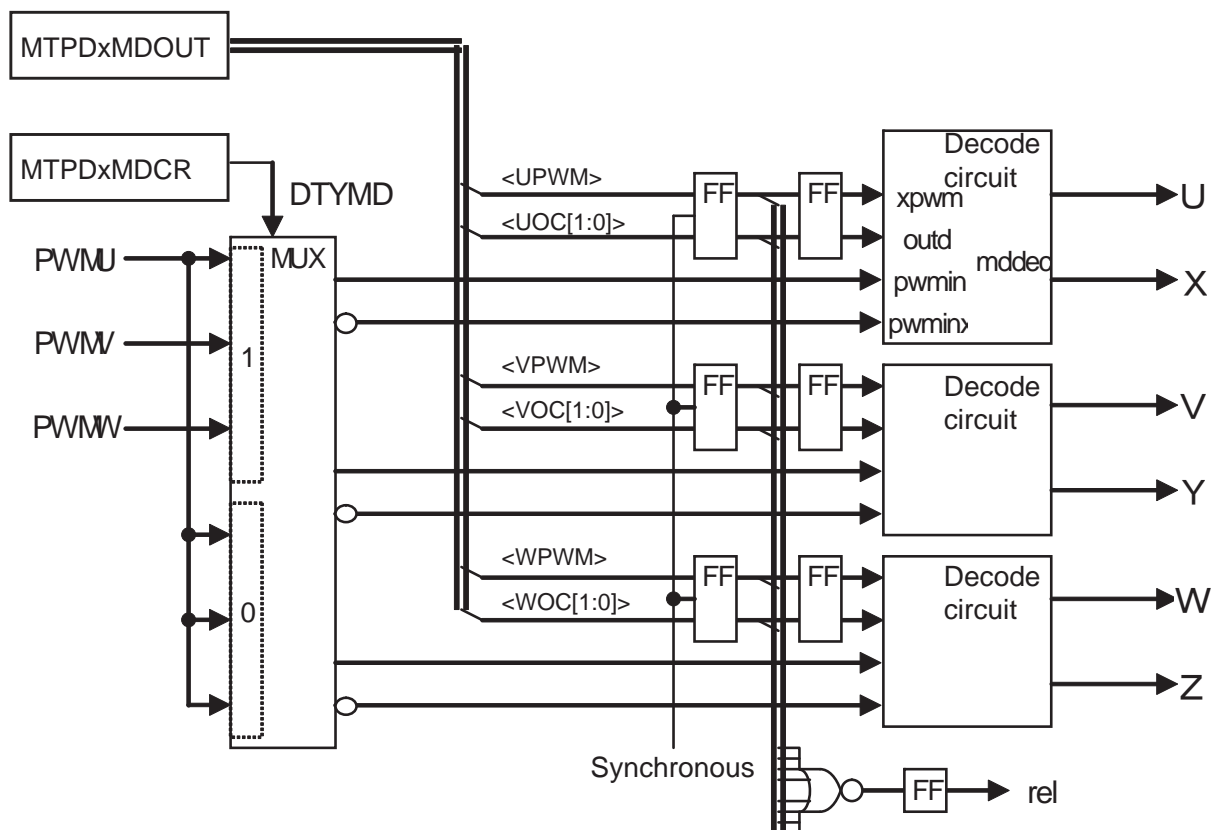 MTPDxMDOUT
MTPDxMDCR
DTYMD
PWMU
PWMV
PWMW
MUX
1
0
<UPWM>
<UOC[1:0]>
FF
FF
Decode
circuit
xpwm
outd
mddec
pwmin
pwminx
U
X
<VPWM>
<VOC[1:0]>
FF
FF
Decode
circuit
V
Y
<WPWM>
<WOC[1:0]>
FF
FF
Decode
circuit
W
Z
Synchronous
FF
rel